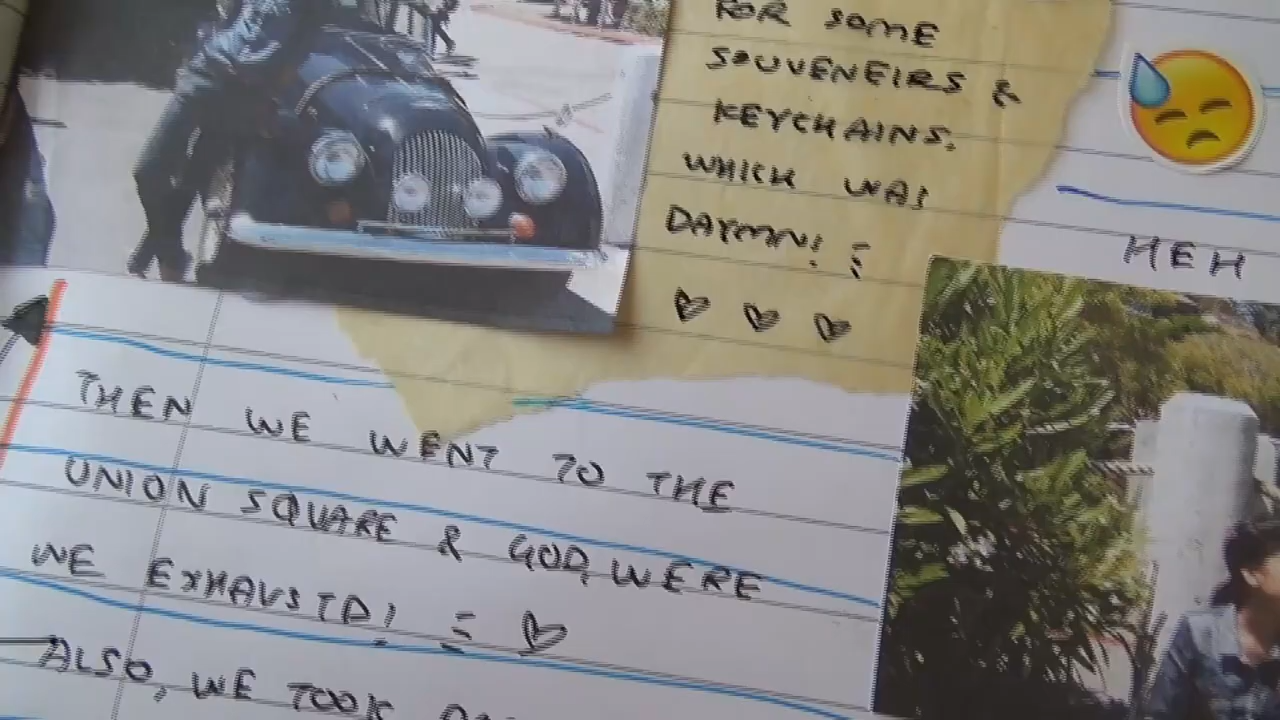 FOR SOME
SOUVENEIRS &
KEYCHAINS.
WHICH WAS
DAYMN!
HEH
THEN WE WENT TO THE
UNION SQUARE & GOD, WERE
WE EXHAUSTD!
ALSO, WE TOOK